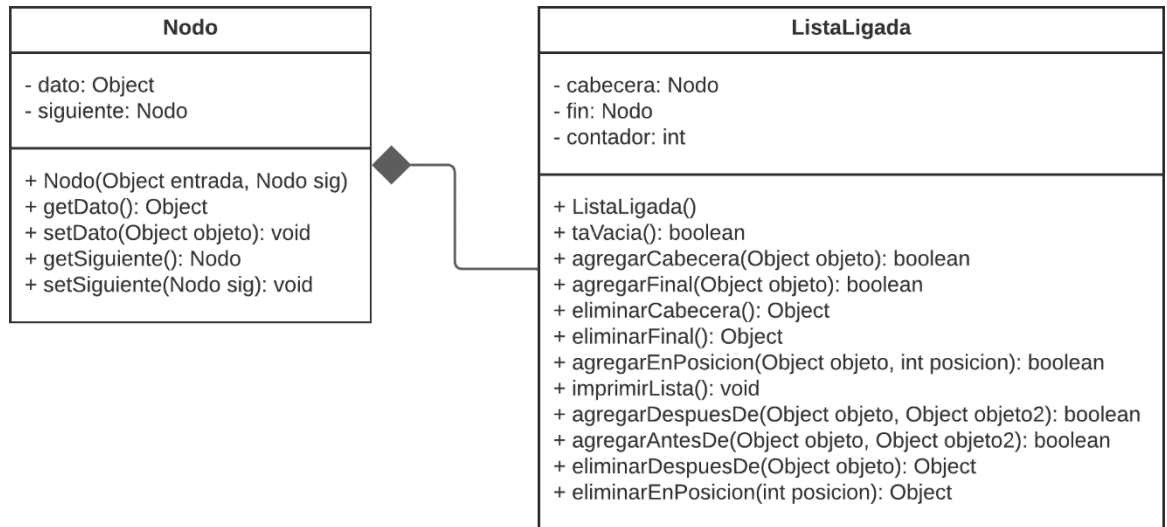 Nodo
- dato: Object
- siguiente: Nodo
+ Nodo(Object entrada, Nodo sig)
+ getDato(): Object
+ setDato(Object objeto): void
+ getSiguiente(): Nodo
+ setSiguiente(Nodo sig): void
ListaLigada
- cabecera: Nodo
- fin: Nodo
- contador: int
+ ListaLigada()
+ taVacia(): boolean
+ agregarCabecera(Object objeto): boolean
+ agregarFinal(Object objeto): boolean
+ eliminarCabecera(): Object
+ eliminarFinal(): Object
+ agregarEnPosicion(Object objeto, int posicion): boolean
+ imprimirLista(): void
+ agregarDespuesDe(Object objeto, Object objeto2): boolean
+ agregarAntesDe(Object objeto, Object objeto2): boolean
+ eliminarDespuesDe(Object objeto): Object
+ eliminarEnPosicion(int posicion): Object